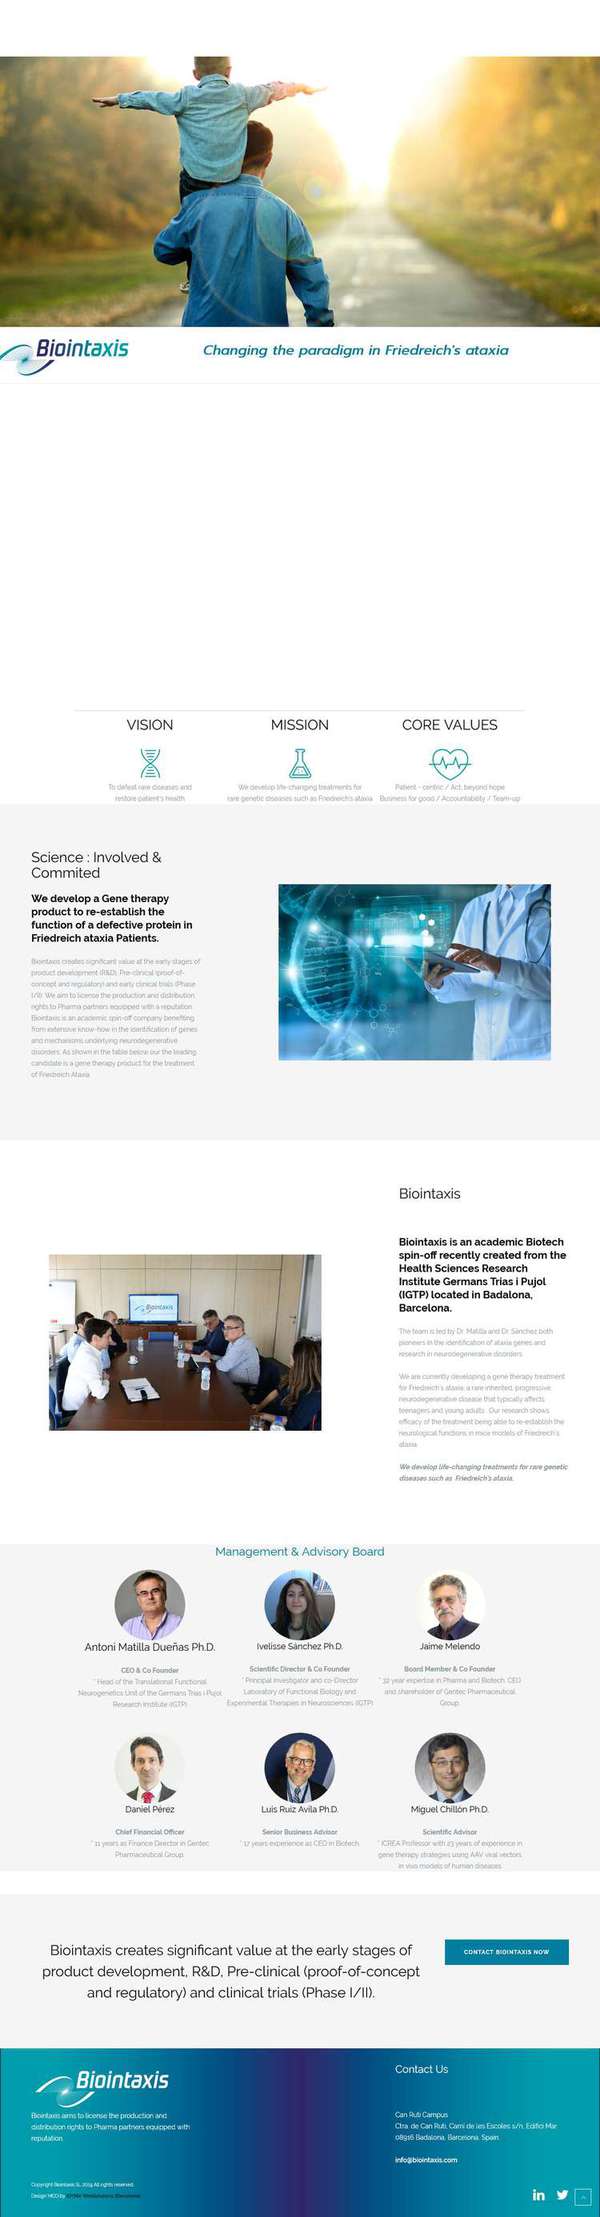 Biointaxis
Changing the paradigm in Friedreich's ataxia
VISION
MISSION
CORE VALUES
To defeat rare diseases and
restore patient's health
We develop life-changing treatments for
rare genetic diseases such as Friedreich's ataxia
Patient - centric / Act, beyond hope
Business for good / Accountability / Team-up
Science : Involved &
Commited
We develop a Gene therapy
product to re-establish the
function of a defective protein in
Friedreich ataxia Patients.
Biointaxis creates significant value at the early stages of
product development (R&D), Pre-clinical (proof-of-
concept and regulatory) and early clinical trials (Phase
I/II). We aim to license the production and distribution
rights to Pharma partners equipped with a reputation.
Biointaxis is an academic spin-off company benefiting
from extensive know-how in the identification of genes
and mechanisms underlying neurodegenerative
disorders. As shown in the table below our the leading
candidate is a gene therapy product for the treatment
of Friedreich Ataxia.
Biointaxis
Biointaxis
Biointaxis is an academic Biotech
spin-off recently created from the
Health Sciences Research
Institute Germans Trias i Pujol
(IGTP) located in Badalona,
Barcelona.
The team is led by Dr. Matilla and Dr. Sánchez both
pioneers in the identification of ataxia genes and
research in neurodegenerative disorders.
We are currently developing a gene therapy treatment
for Friedreich's ataxia, a rare inherited, progressive
neurodegenerative disease that typically affects
teenagers and young adults. Our research shows
efficacy of the treatment being able to re-establish the
neurological functions in mice models of Friedreich's
ataxia.
We develop life-changing treatments for rare genetic
diseases such as Friedreich's ataxia.
Management & Advisory Board
Antoni Matilla Dueñas Ph.D.
CEO & Co Founder
* Head of the Translational Functional
Neurogenetics Unit of the Germans Trias i Pujol
Research Institute (IGTP)
Ivelisse Sánchez Ph.D.
Scientific Director & Co Founder
* Principal Investigator and co-Director
Laboratory of Functional Biology and
Experimental Therapies in Neurosciences (IGTP)
Jaime Melendo
Board Member & Co Founder
* 32 year expertise in Pharma and Biotech. CEO
and shareholder of Gentec Pharmaceutical
Group.
Daniel Pérez
Chief Financial Officer
* 11 years as Finance Director in Gentec
Pharmaceutical Group.
Luis Ruiz Avila Ph.D.
Senior Business Advisor
* 17 years experience as CEO in Biotech.
Miguel Chillón Ph.D.
Scientific Advisor
* ICREA Professor with 23 years of experience in
gene therapy strategies using AAV viral vectors
in vivo models of human diseases.
Biointaxis creates significant value at the early stages of
product development, R&D, Pre-clinical (proof-of-concept
and regulatory) and clinical trials (Phase I/II).
CONTACT BIOINTAXIS NOW
Biointaxis
Biointaxis aims to license the production and
distribution rights to Pharma partners equipped with
reputation.
Contact Us
Can Ruti Campus
Ctra. de Can Ruti, Camí de les Escoles s/n, Edifici Mar
08916 Badalona, Barcelona. Spain.
info@biointaxis.com
Copyright Biointaxis SL. 2019 All rights reserved.
Design MCO by